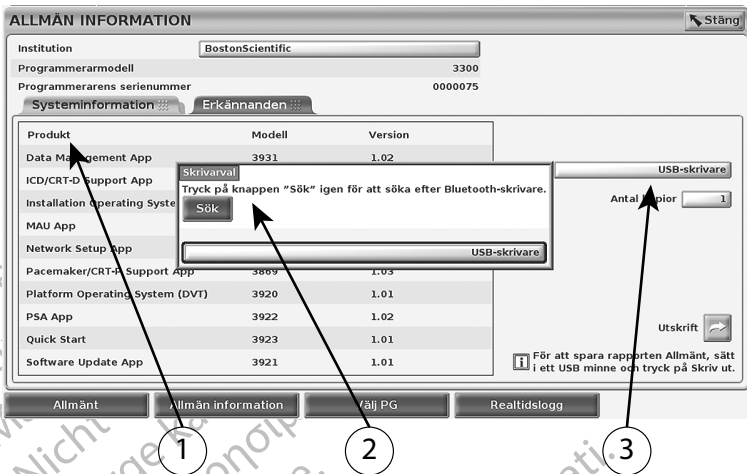 ALLMÄN INFORMATION
Stäng
Institution BostonScientific
Programmerarmodell 3300
Programmerarens serienummer 0000075
Systeminformation Erkännanden
Produkt Modell Version
Data Management App 3931 1.02
ICD/CRT-D Support App
Installation Operating Syste
MAU App
Network Setup App
Pacemaker/CRT-P Support App 3869 1.03
Platform Operating System (DVT) 3920 1.01
PSA App 3922 1.02
Quick Start 3923 1.01
Software Update App 3921 1.01
Skrivarval
Tryck på knappen ”Sök” igen för att söka efter Bluetooth-skrivare.
Sök
USB-skrivare
USB-skrivare
Antal kopior 1
Utskrift
För att spara rapporten Allmänt, sätt
i ett USB minne och tryck på Skriv ut.
Allmänt Allmän information Välj PG Realtidslogg
1 2 3
Nicht